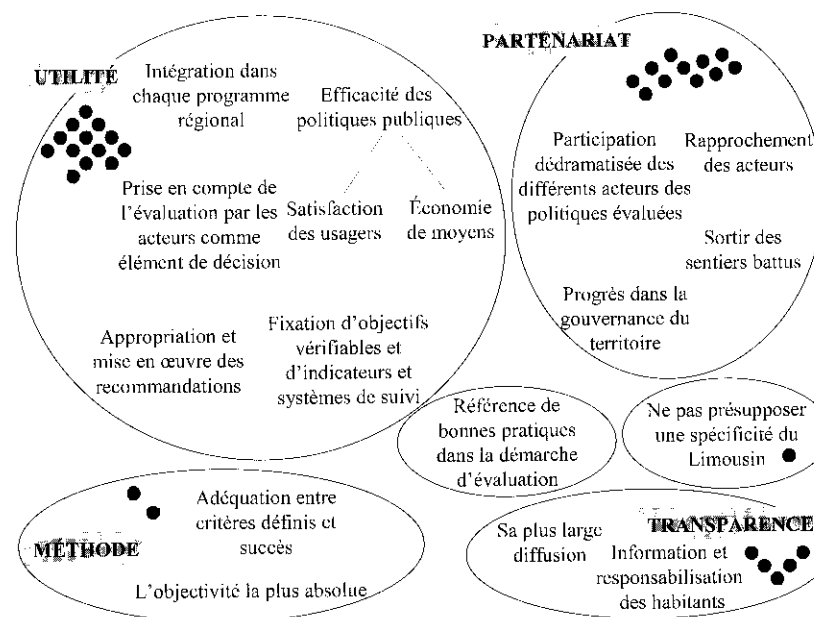 UTILITÉ
Intégration dans
chaque programme
régional
Efficacité des
politiques publiques
Prise en compte de
l'évaluation par les
acteurs comme
élément de décision
Satisfaction
des usagers
Économie
de moyens
Appropriation et
mise en œuvre des
recommandations
Fixation d'objectifs
vérifiables et
d'indicateurs et
systèmes de suivi
PARTENARIAT
Participation
dédramatisée des
différents acteurs des
politiques évaluées
Rapprochement
des acteurs
Sortir des
sentiers battus
Progrès dans la
gouvernance du
territoire
Référence de
bonnes pratiques
dans la démarche
d'évaluation
Ne pas présupposer
une spécificité du
Limousin
MÉTHODE
Adéquation entre
critères définis et
succès
L'objectivité la plus absolue
TRANSPARENCE
Sa plus large
diffusion
Information et
responsabilisation
des habitants